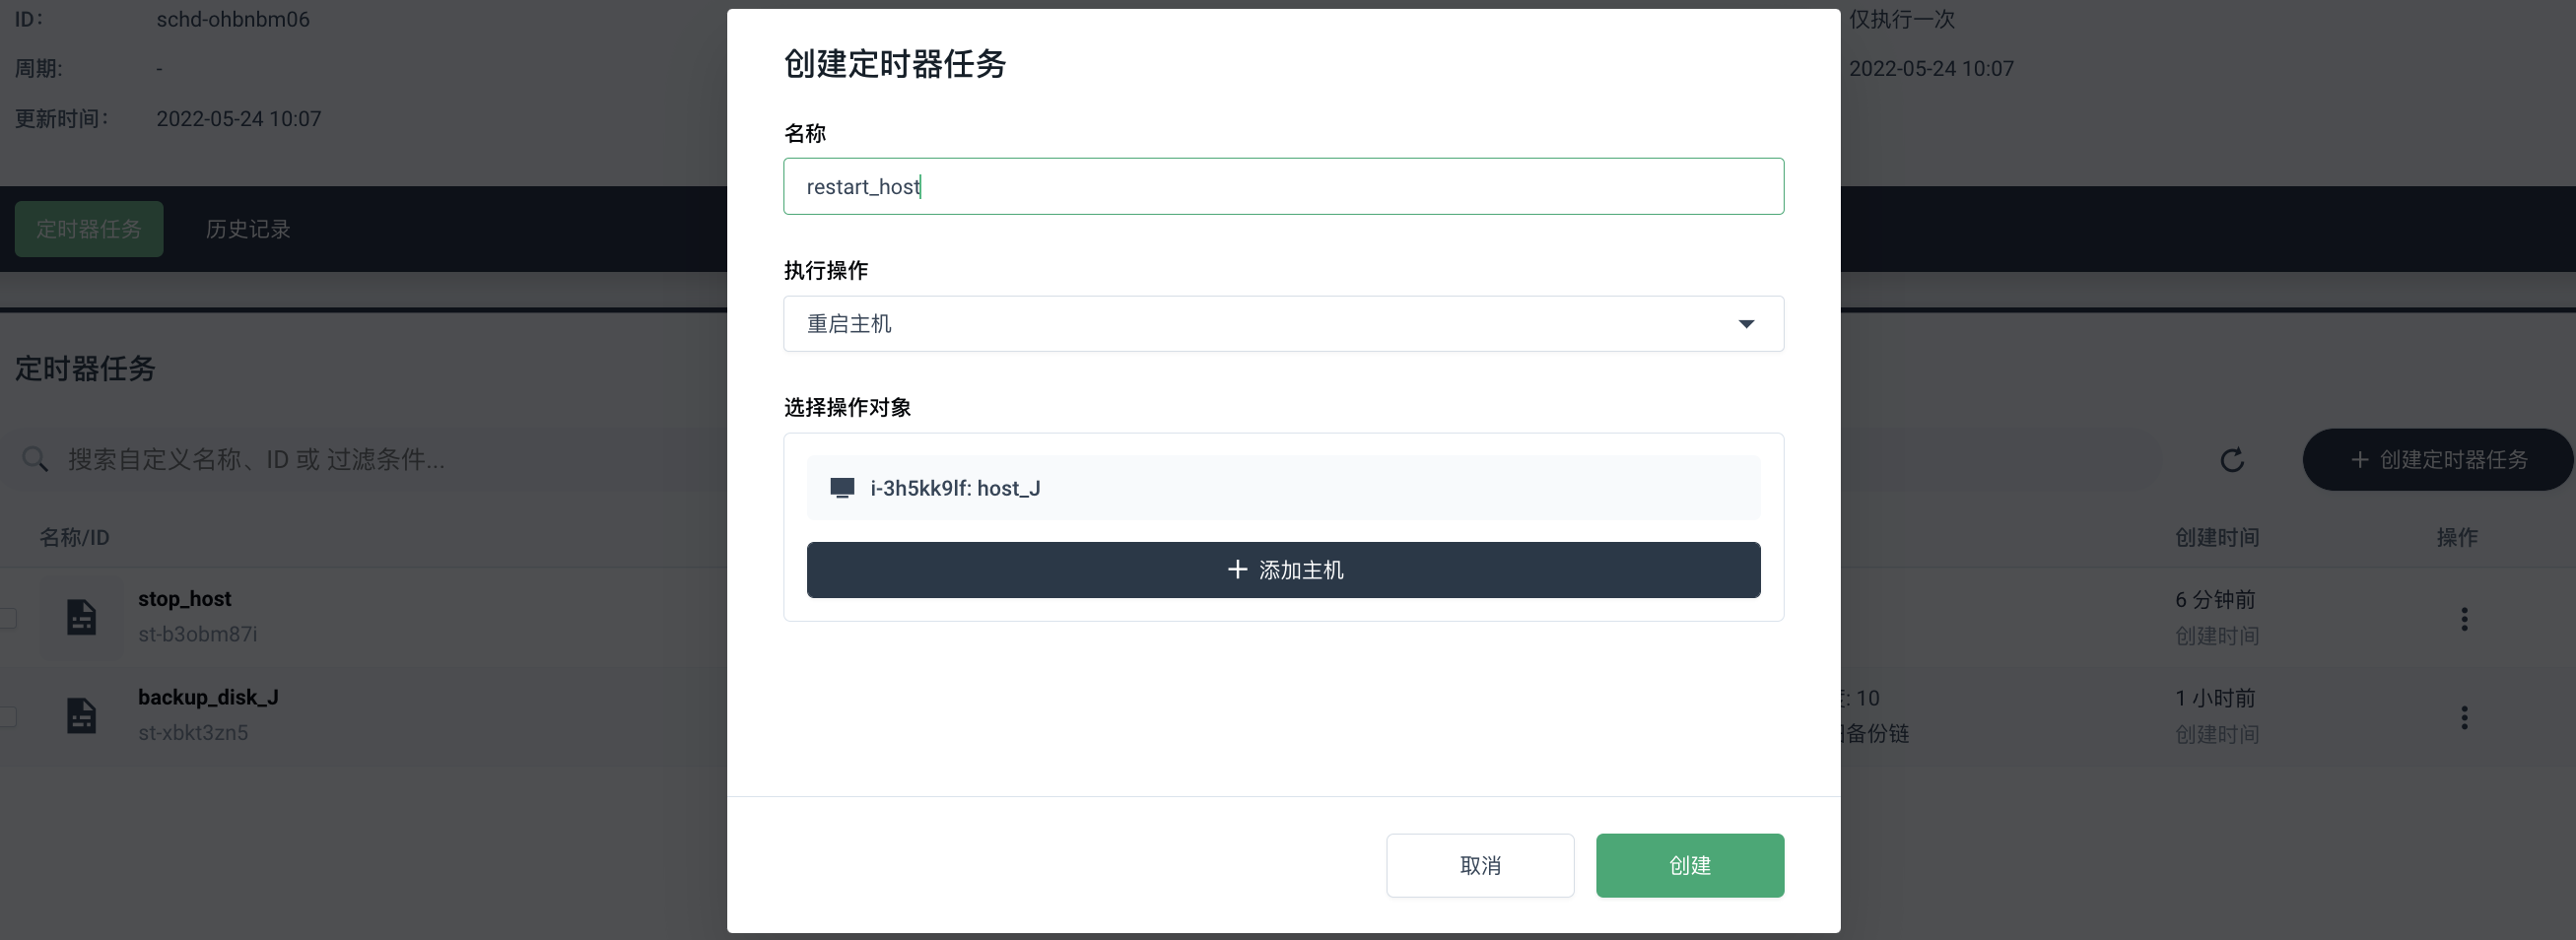 ID:
schd-ohbnbm06
仅执行一次
周期:
-
2022-05-24 10:07
更新时间:
2022-05-24 10:07
定时器任务
历史记录
定时器任务
搜索自定义名称、ID 或 过滤条件...
创建定时器任务
名称/ID
创建时间
操作
stop_host
st-b3obm87i
6 分钟前
创建时间
backup_disk_J
st-xbkt3zn5
: 10
备份链
1 小时前
创建时间
创建定时器任务
名称
restart_host
执行操作
重启主机
选择操作对象
i-3h5kk9lf: host_J
添加主机
取消
创建